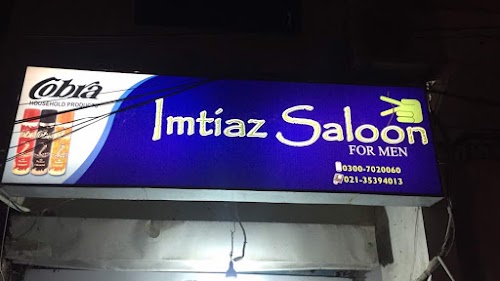 Cobra
HOUSEHOLD PRODUCTS
Imtiaz Saloon
FOR MEN
0300-7020060
021-35394013